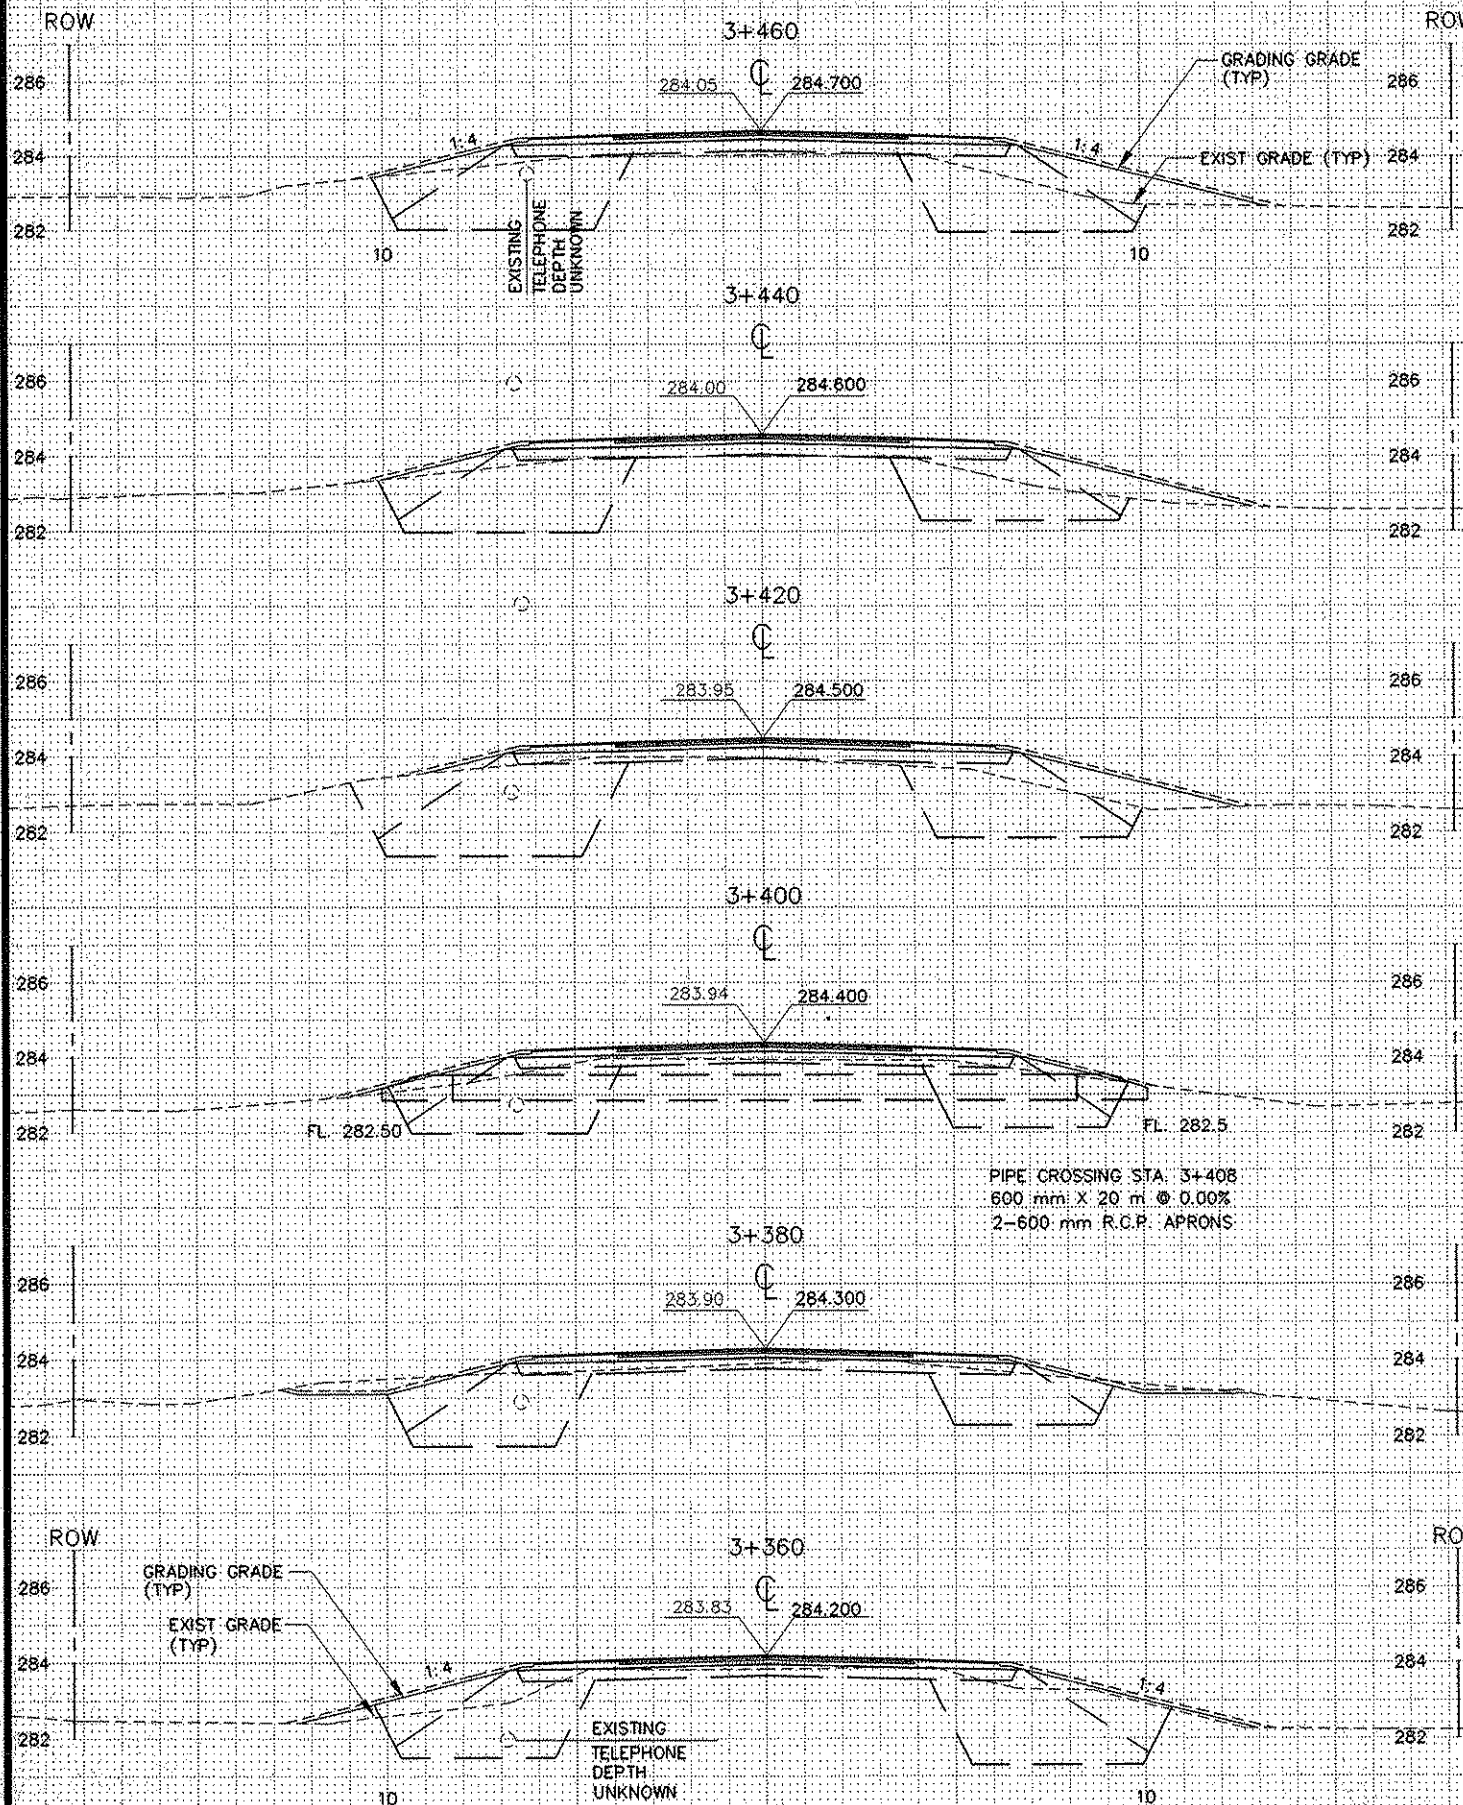 ROW
3+460
℄
284.05 284.700
286
GRADING GRADE
(TYP)
286
1:4
1:4
284
EXIST GRADE (TYP)
284
282
282
10
EXISTING
TELEPHONE
DEPTH
UNKNOWN
10
3+440
℄
286
284.00 284.600
286
284
284
282
282
3+420
℄
286
283.95 284.500
286
284
284
282
282
3+400
℄
286
283.94 284.400
286
284
284
282
FL. 282.50
FL. 282.5
282
PIPE CROSSING STA. 3+408
600 mm X 20 m @ 0.00%
2-600 mm R.C.P. APRONS
3+380
℄
286
283.90 284.300
286
284
284
282
282
ROW
3+360
℄
GRADING GRADE
(TYP)
286
283.83 284.200
286
EXIST GRADE
(TYP)
284
1:4
1:4
284
282
EXISTING
TELEPHONE
DEPTH
UNKNOWN
282
10
10